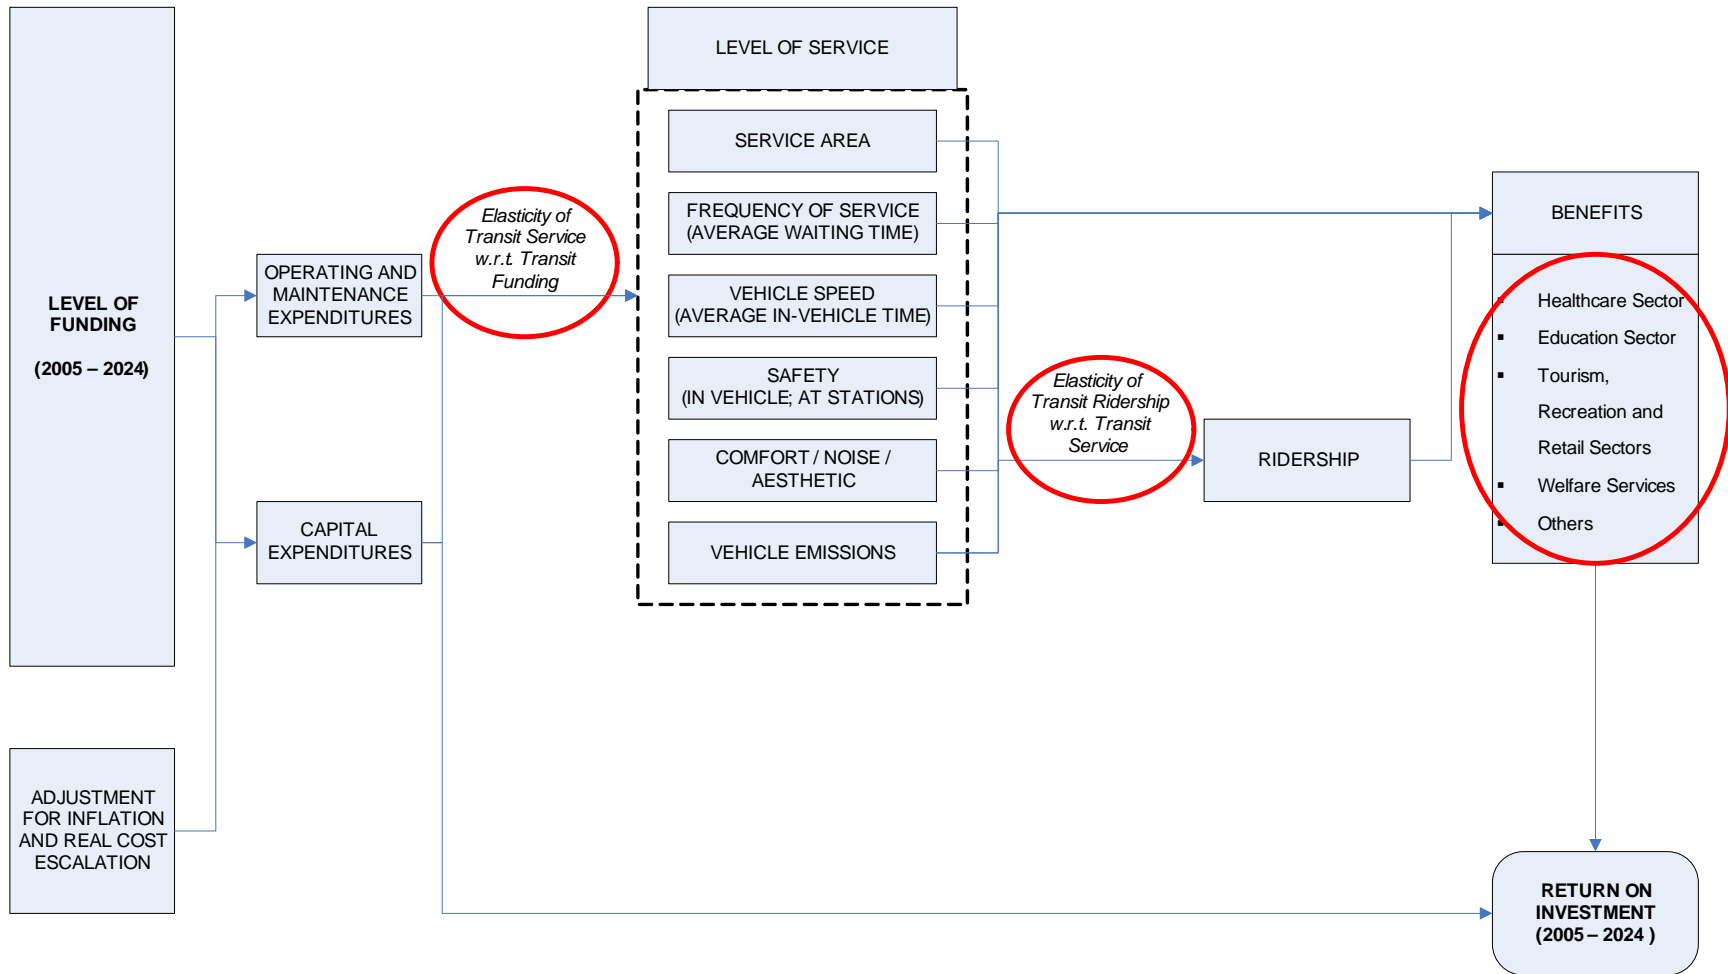 LEVEL OF
FUNDING
(2005 – 2024)
ADJUSTMENT
FOR INFLATION
AND REAL COST
ESCALATION
OPERATING AND
MAINTENANCE
EXPENDITURES
CAPITAL
EXPENDITURES
Elasticity of
Transit Service
w.r.t. Transit
Funding
LEVEL OF SERVICE
SERVICE AREA
FREQUENCY OF SERVICE
(AVERAGE WAITING TIME)
VEHICLE SPEED
(AVERAGE IN-VEHICLE TIME)
SAFETY
(IN VEHICLE; AT STATIONS)
COMFORT / NOISE /
AESTHETIC
VEHICLE EMISSIONS
Elasticity of
Transit Ridership
w.r.t. Transit
Service
RIDERSHIP
BENEFITS
▪ Healthcare Sector
▪ Education Sector
▪ Tourism,
Recreation and
Retail Sectors
▪ Welfare Services
▪ Others
RETURN ON
INVESTMENT
(2005 – 2024 )